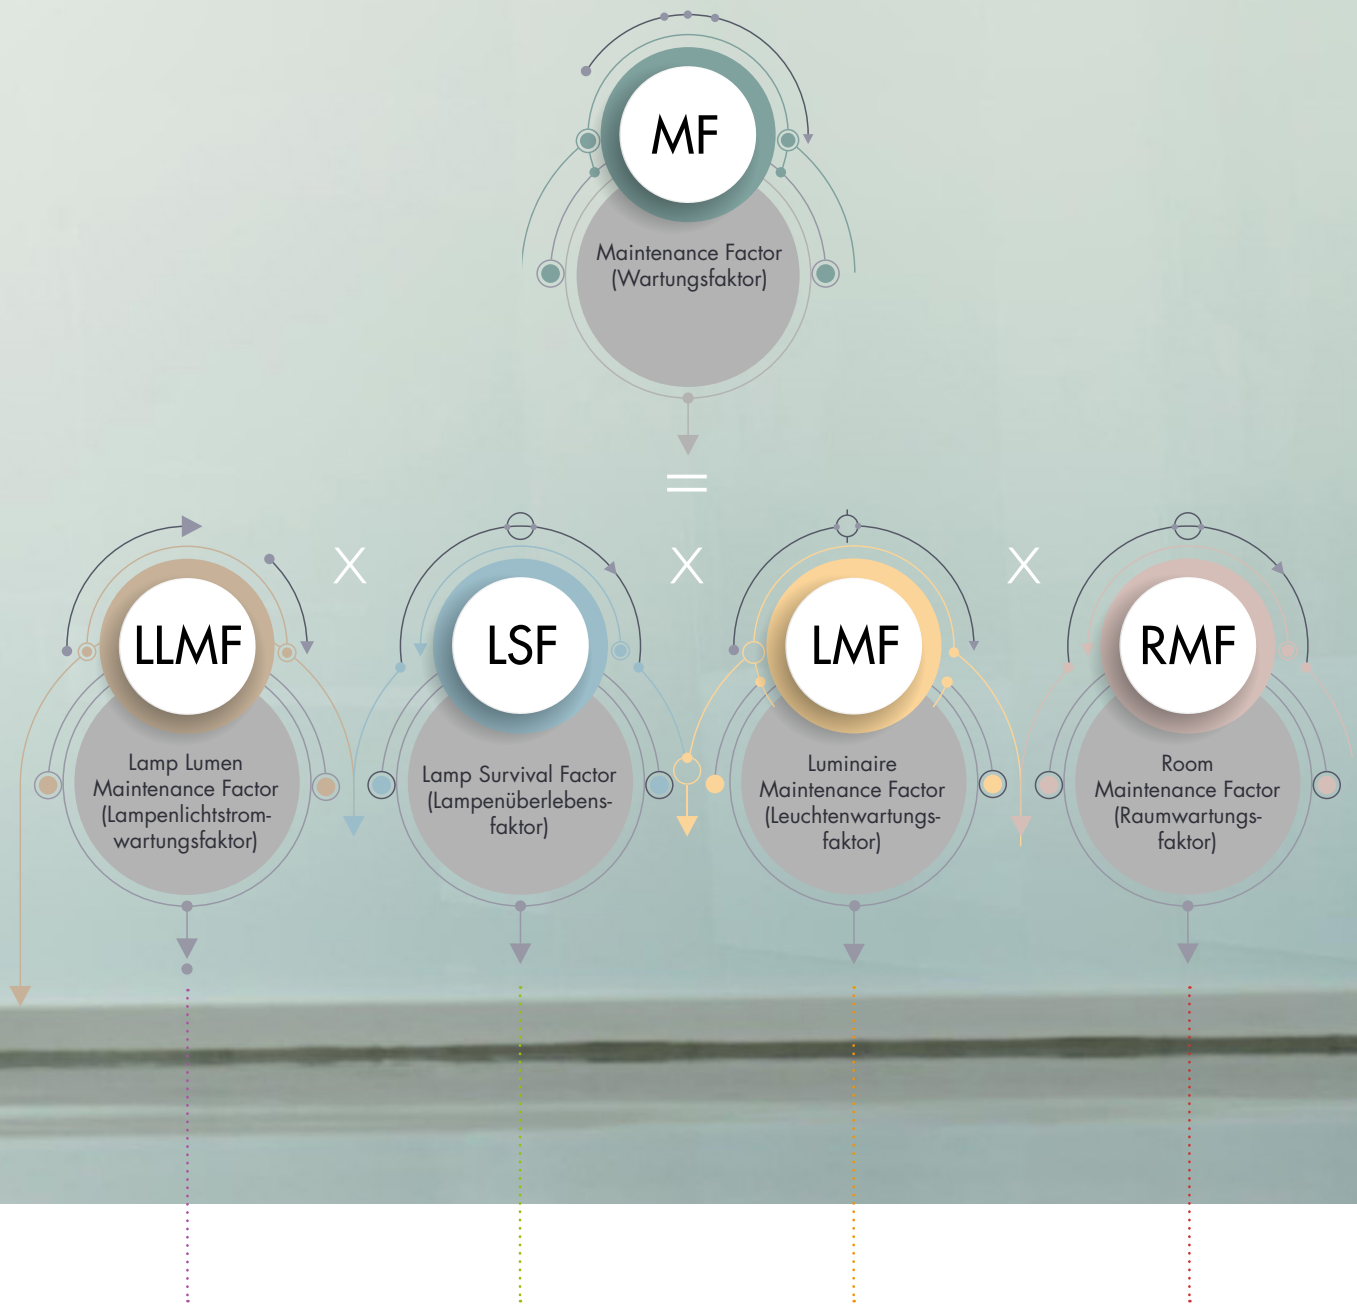 MF
Maintenance Factor
(Wartungsfaktor)
=
X
X
X
LLMF
Lamp Lumen
Maintenance Factor
(Lampenlichtstrom-
wartungsfaktor)
LSF
Lamp Survival Factor
(Lampenüberlebens-
faktor)
LMF
Luminaire
Maintenance Factor
(Leuchtenwartungs-
faktor)
RMF
Room
Maintenance Factor
(Raumwartungs-
faktor)